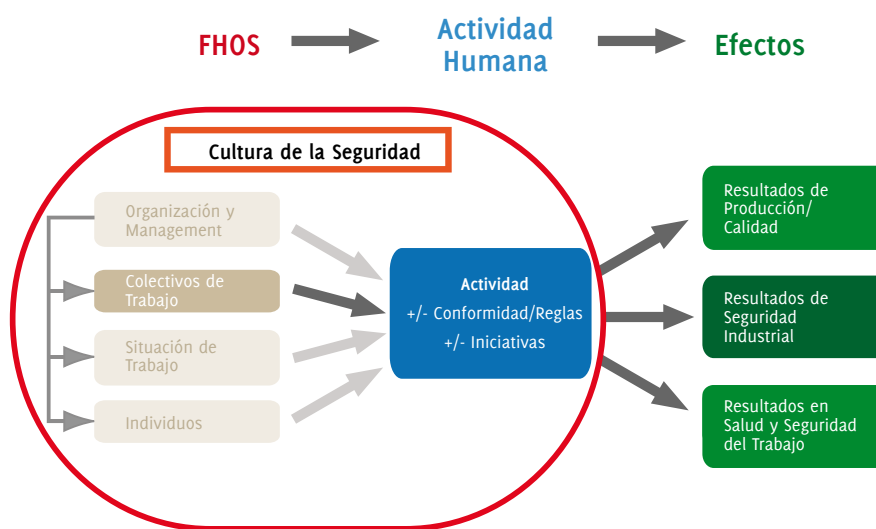 FHOS
Actividad
Humana
Efectos
Cultura de la Seguridad
Organización y
Management
Colectivos de
Trabajo
Situación de
Trabajo
Individuos
Actividad
+/- Conformidad/Reglas
+/- Iniciativas
Resultados de
Producción/
Calidad
Resultados de
Seguridad
Industrial
Resultados en
Salud y Seguridad
del Trabajo